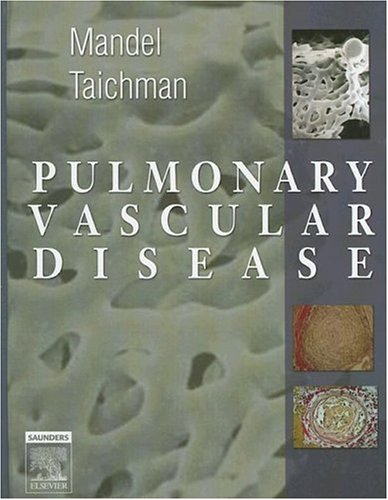 Mandel
Taichman
PULMONARY
VASCULAR
DISEASE
SAUNDERS
ELSEVIER